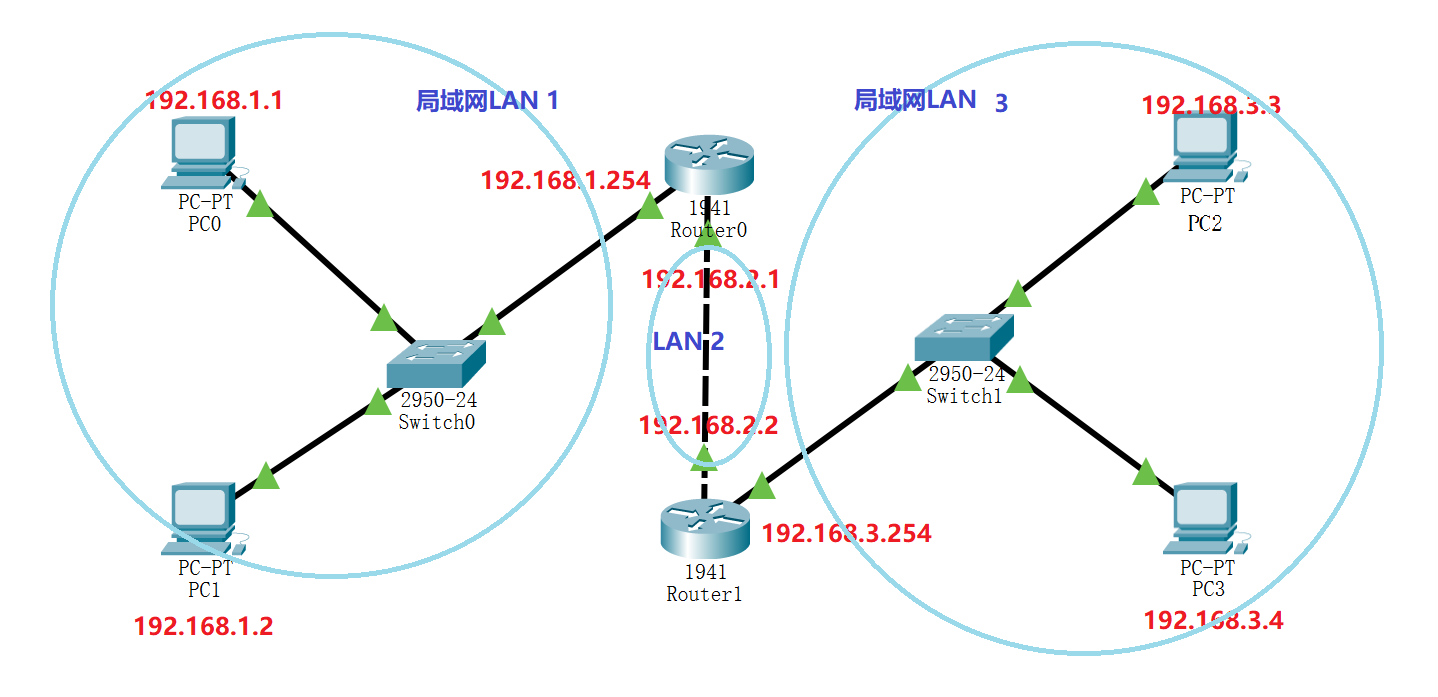 192.168.1.1
PC-PT
PC0
局域网LAN 1
192.168.1.254
1941
Router0
192.168.2.1
LAN 2
192.168.2.2
2950-24
Switch0
PC-PT
PC1
192.168.1.2
1941
Router1
192.168.3.254
局域网LAN 3
192.168.3.3
PC-PT
PC2
2950-24
Switch1
PC-PT
PC3
192.168.3.4